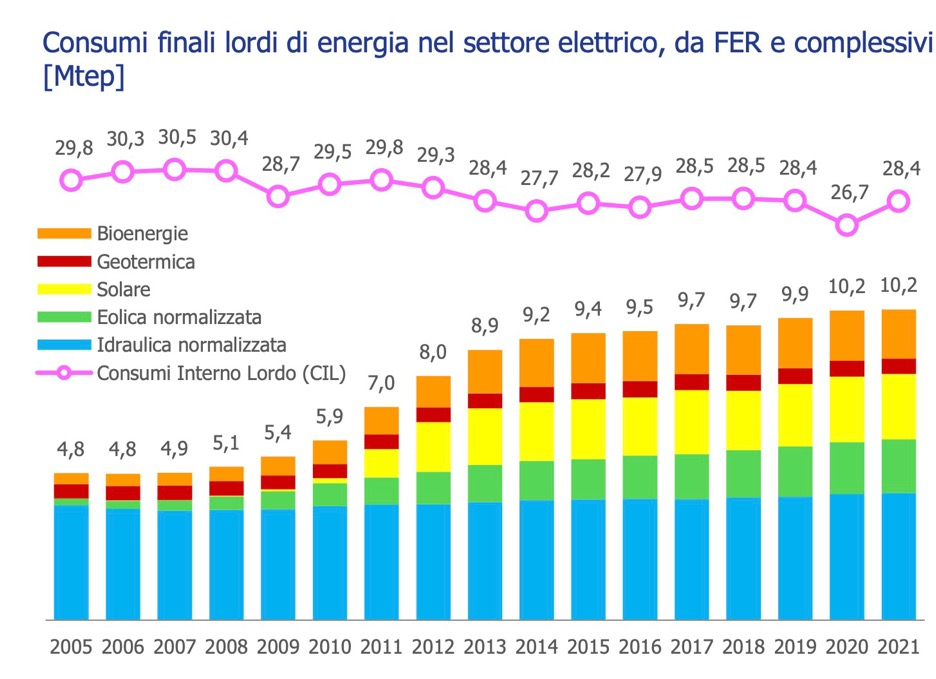 Consumi finali lordi di energia nel settore elettrico, da FER e complessivi
[Mtep]
29,8 30,3 30,5 30,4 28,7 29,5 29,8 29,3 28,4 27,7 28,2 27,9 28,5 28,5 28,4 26,7 28,4
Bioenergie
Geotermica
Solare
Eolica normalizzata
Idraulica normalizzata
Consumi Interno Lordo (CIL)
4,8 4,8 4,9 5,1 5,4 5,9 7,0 8,0 8,9 9,2 9,4 9,5 9,7 9,7 9,9 10,2 10,2
2005 2006 2007 2008 2009 2010 2011 2012 2013 2014 2015 2016 2017 2018 2019 2020 2021